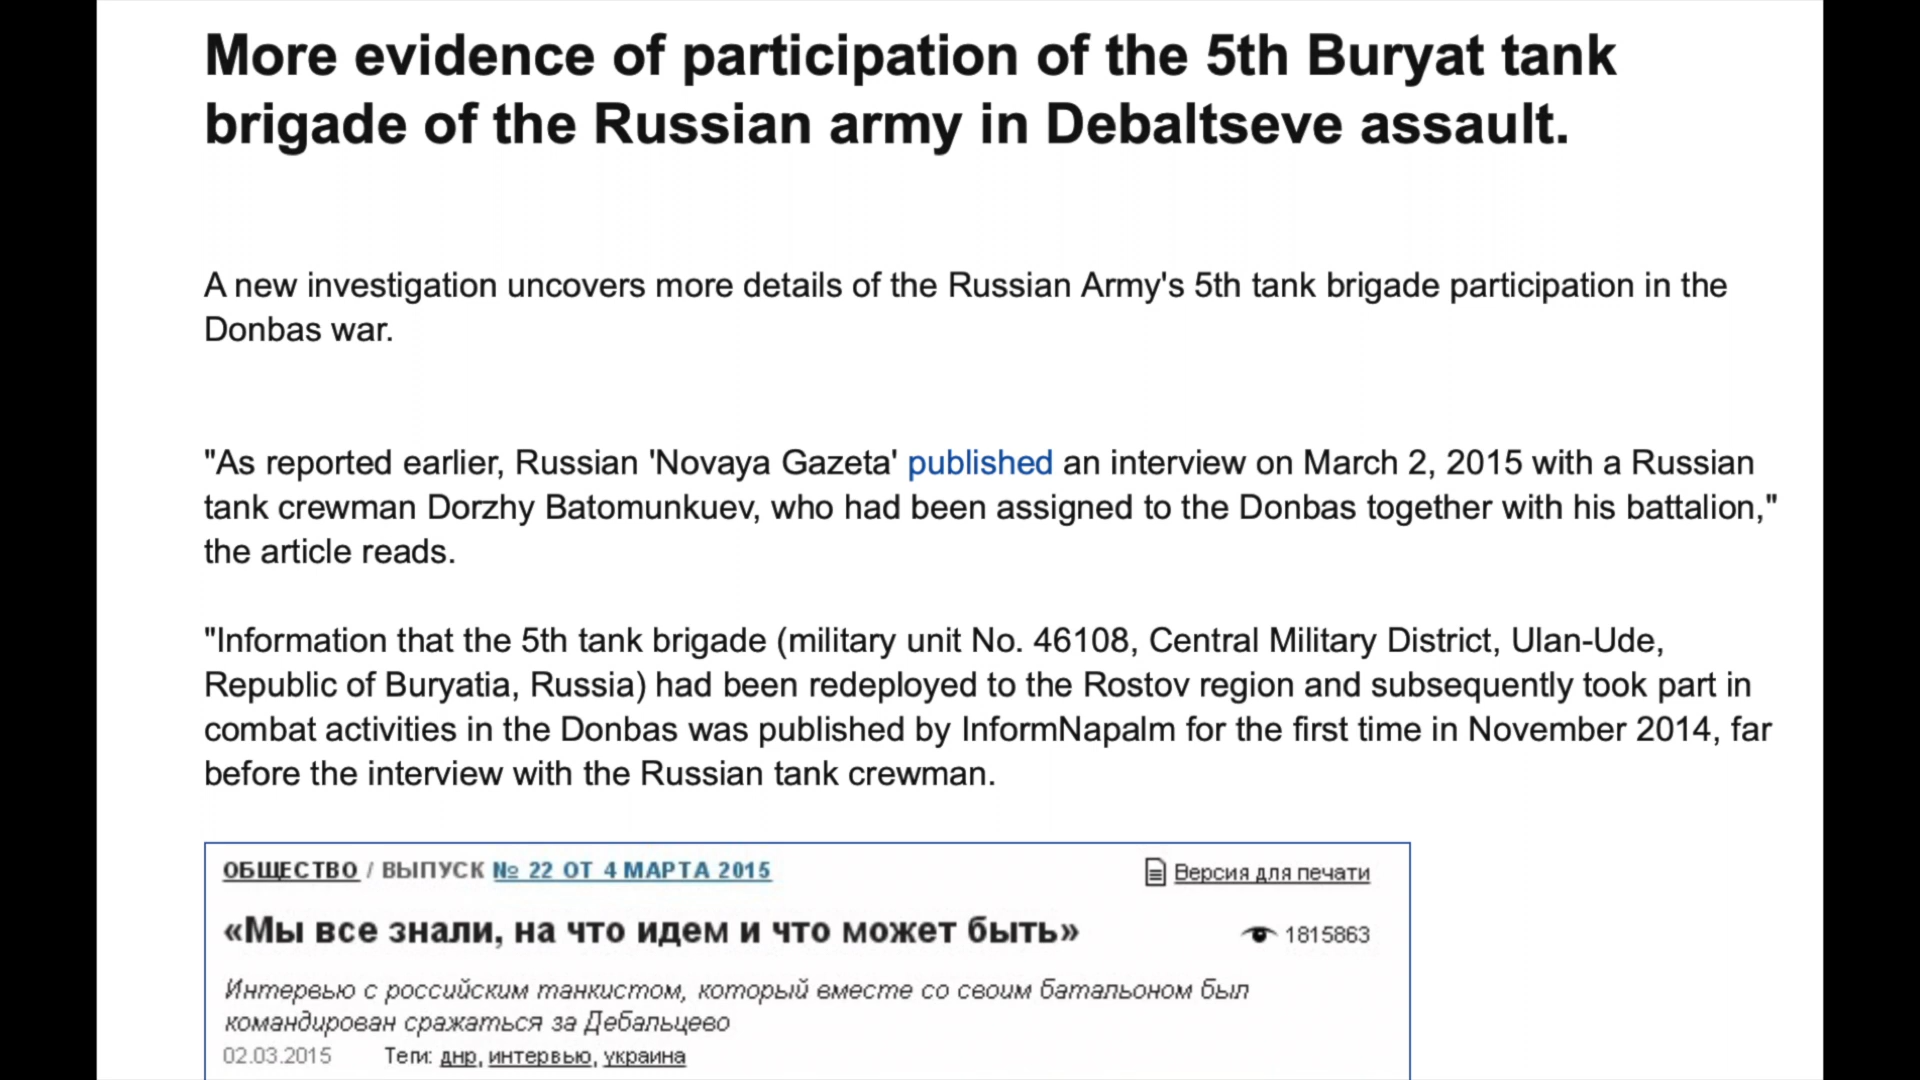 More evidence of participation of the 5th Buryat tank
brigade of the Russian army in Debaltseve assault.
A new investigation uncovers more details of the Russian Army's 5th tank brigade participation in the
Donbas war.
"As reported earlier, Russian 'Novaya Gazeta' published an interview on March 2, 2015 with a Russian
tank crewman Dorzhy Batomunkuev, who had been assigned to the Donbas together with his battalion,"
the article reads.
"Information that the 5th tank brigade (military unit No. 46108, Central Military District, Ulan-Ude,
Republic of Buryatia, Russia) had been redeployed to the Rostov region and subsequently took part in
combat activities in the Donbas was published by InformNapalm for the first time in November 2014, far
before the interview with the Russian tank crewman.
ОБЩЕСТВО / ВЫПУСК № 22 ОТ 4 МАРТА 2015
Версия для печати
«Мы все знали, на что идем и что может быть»
1815863
Интервью с российским танкистом, который вместе со своим батальоном был
командирован сражаться за Дебальцево
02.03.2015 Теги: днр, интервью, украина